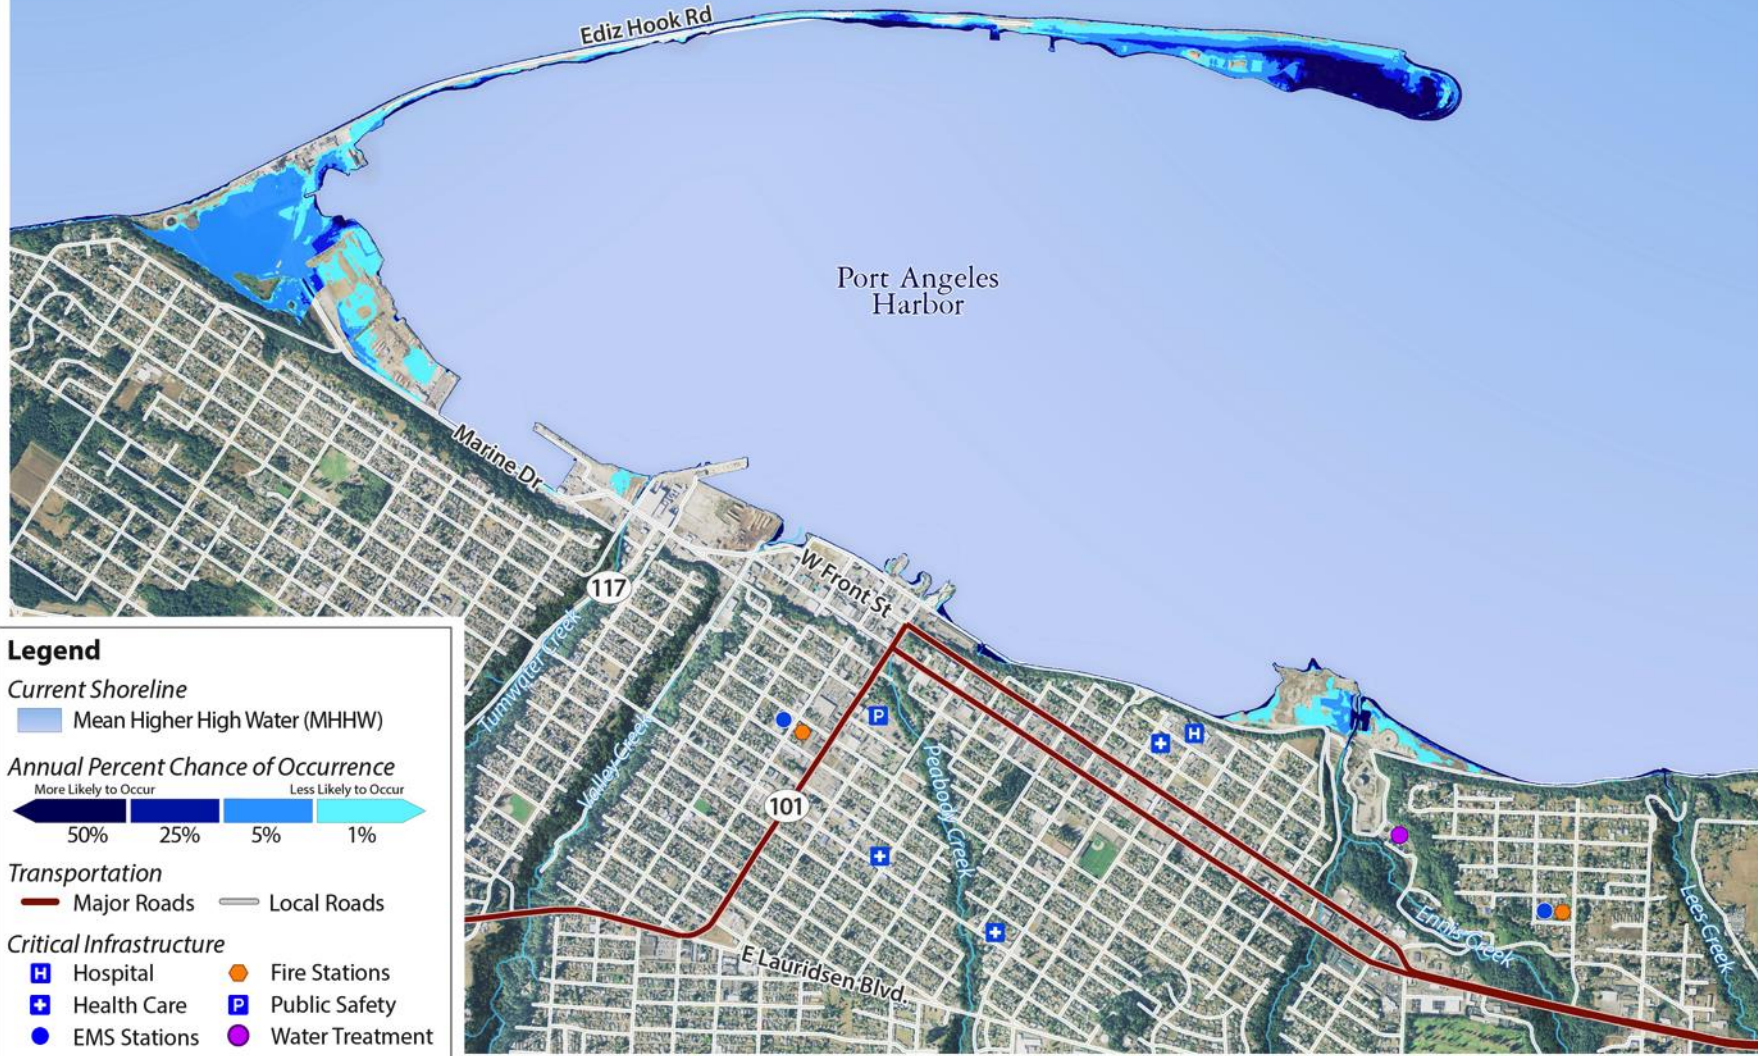 Ediz Hook Rd
Port Angeles
Harbor
Marine Dr
W Front St
117
Tumwater Creek
Valley Creek
P
H
101
Peabody Creek
Ennis Creek
Lees Creek
E Lauridsen Blvd.
Legend
Current Shoreline
Mean Higher High Water (MHHW)
Annual Percent Chance of Occurrence
More Likely to Occur Less Likely to Occur
50% 25% 5% 1%
Transportation
Major Roads Local Roads
Critical Infrastructure
H Hospital Fire Stations
Health Care P Public Safety
EMS Stations Water Treatment